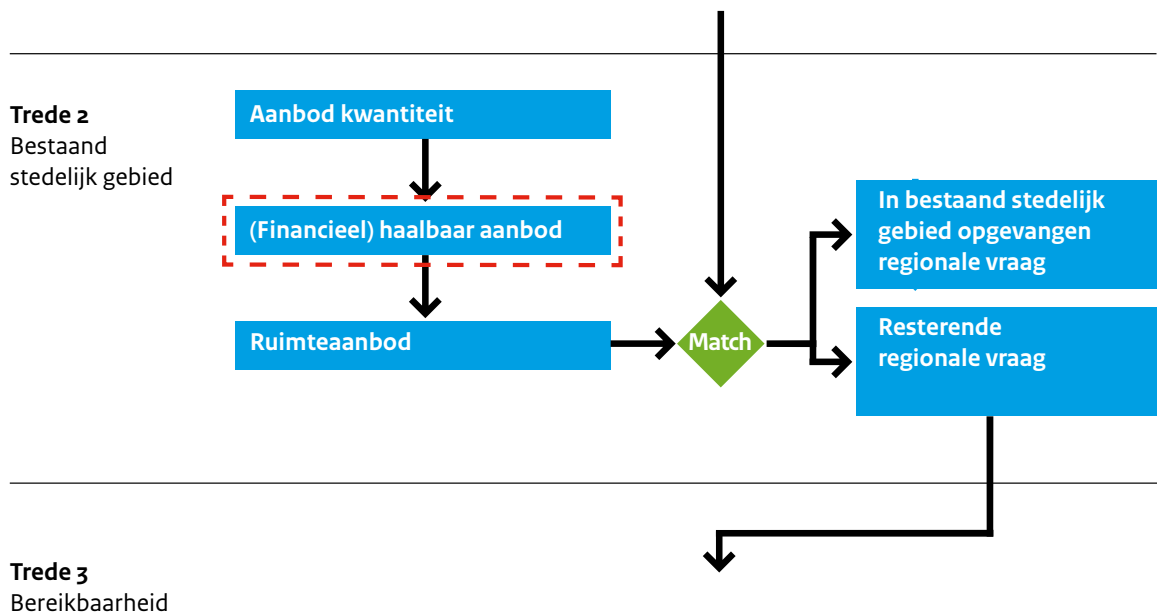 Trede 2
Bestaand
stedelijk gebied
Aanbod kwantiteit
(Financieel) haalbaar aanbod
Ruimteaanbod
Match
In bestaand stedelijk
gebied opgevangen
regionale vraag
Resterende
regionale vraag
Trede 3
Bereikbaarheid